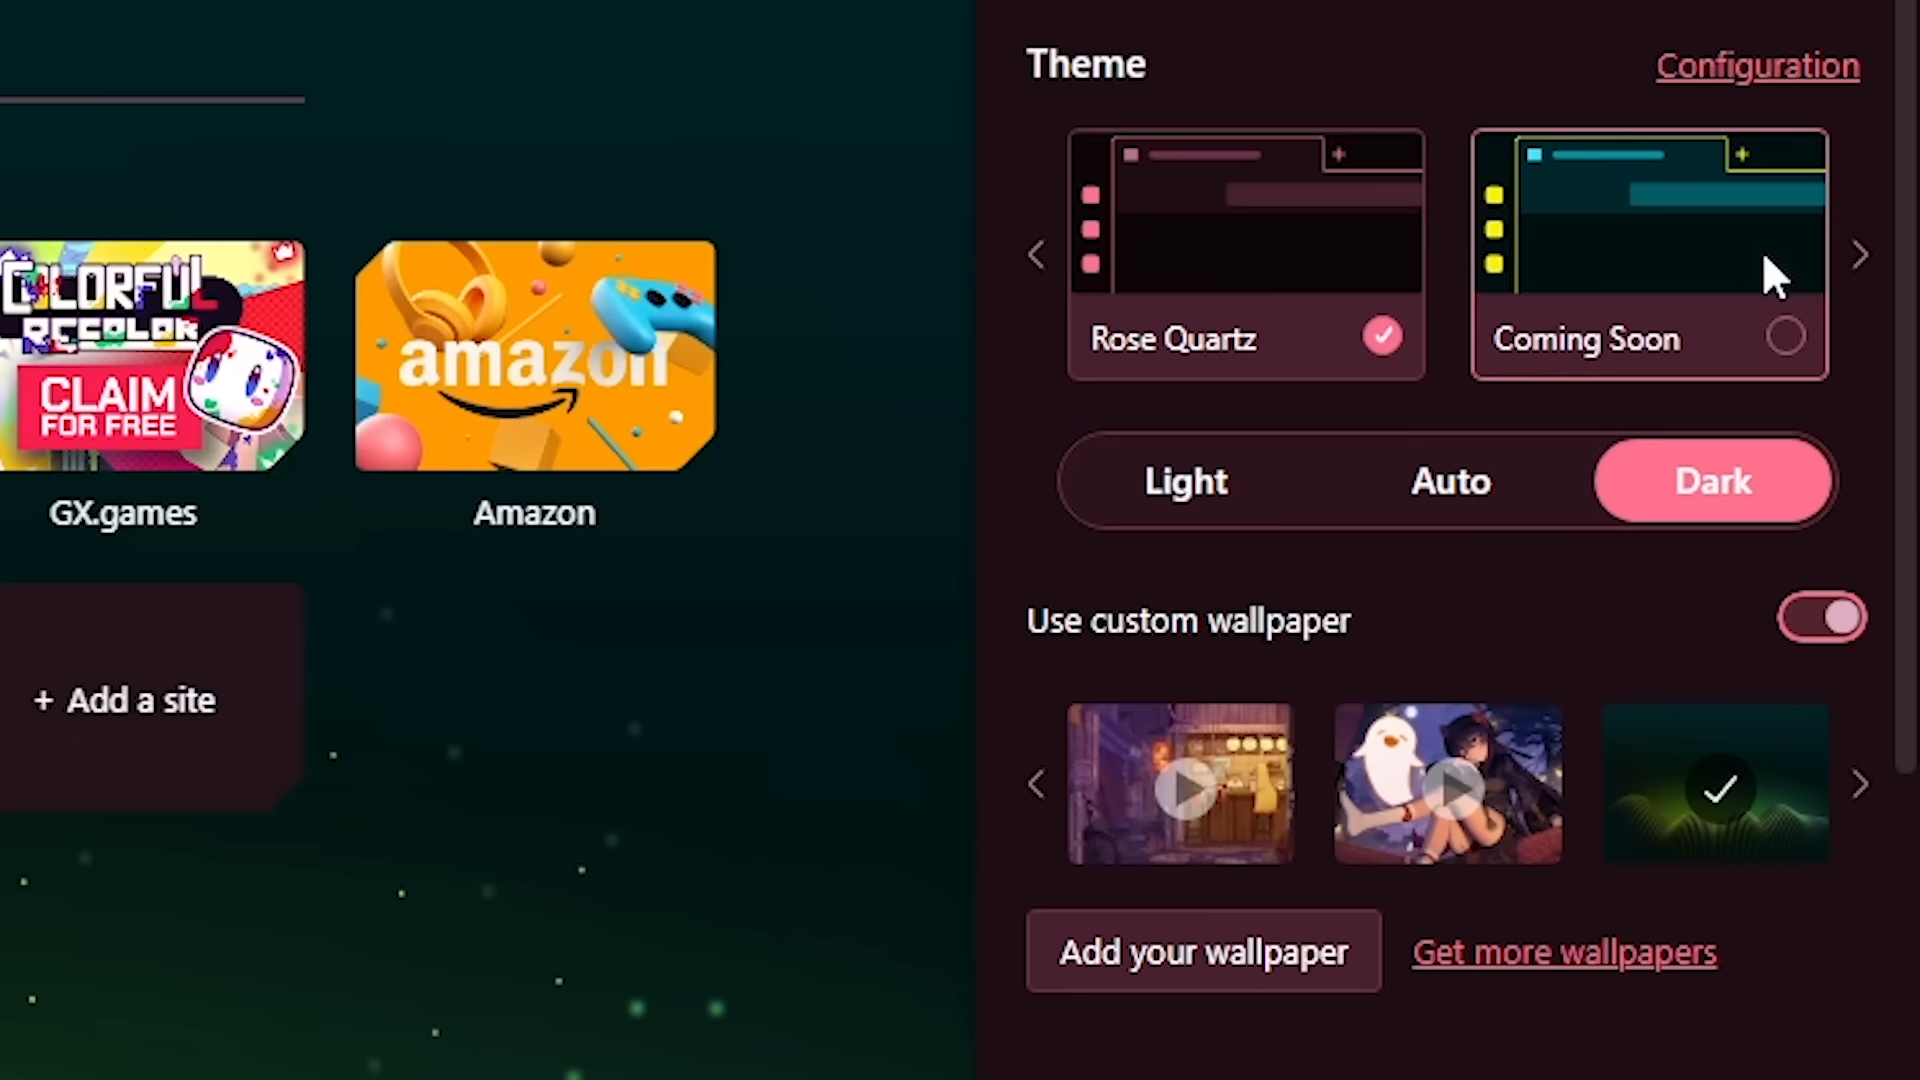 Theme
Configuration
Rose Quartz
Coming Soon
Light
Auto
Dark
Use custom wallpaper
Add your wallpaper
Get more wallpapers
COLORFUL
RECOLOR
CLAIM
FOR FREE
GX.games
amazon
Amazon
+ Add a site